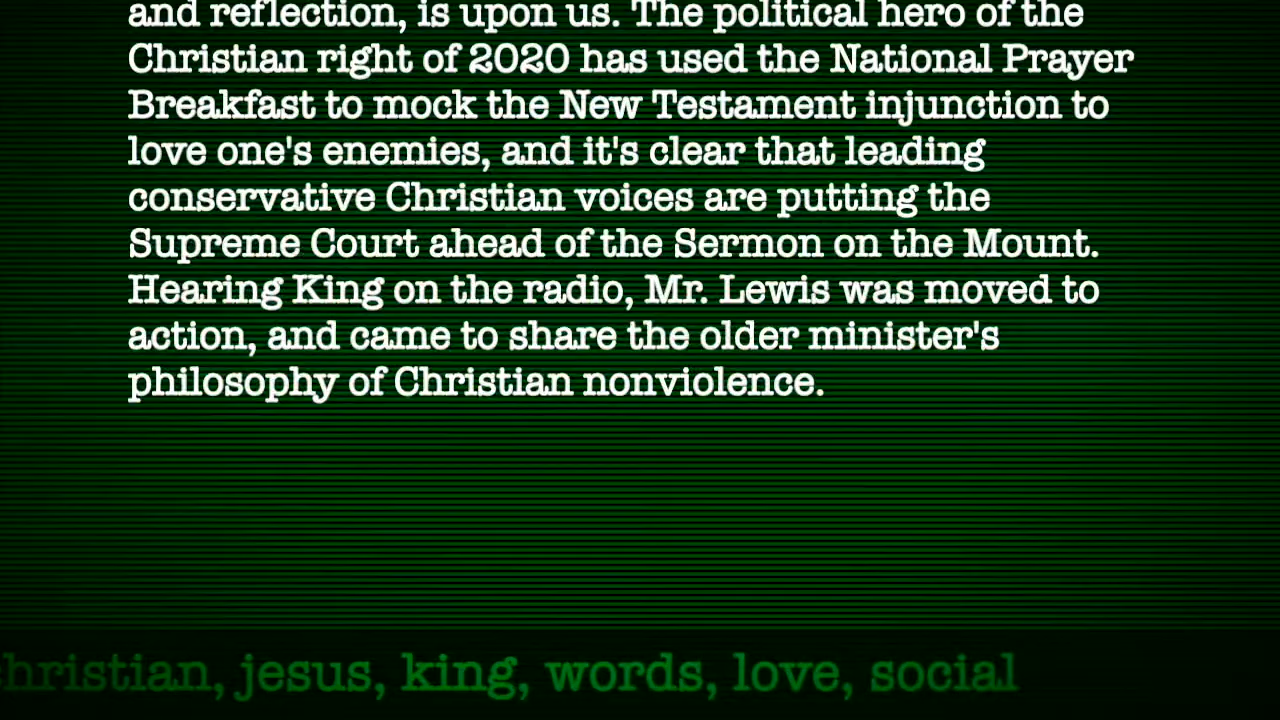 and reflection, is upon us. The political hero of the
Christian right of 2020 has used the National Prayer
Breakfast to mock the New Testament injunction to
love one's enemies, and it's clear that leading
conservative Christian voices are putting the
Supreme Court ahead of the Sermon on the Mount.
Hearing King on the radio, Mr. Lewis was moved to
action, and came to share the older minister's
philosophy of Christian nonviolence.
christian, jesus, king, words, love, social